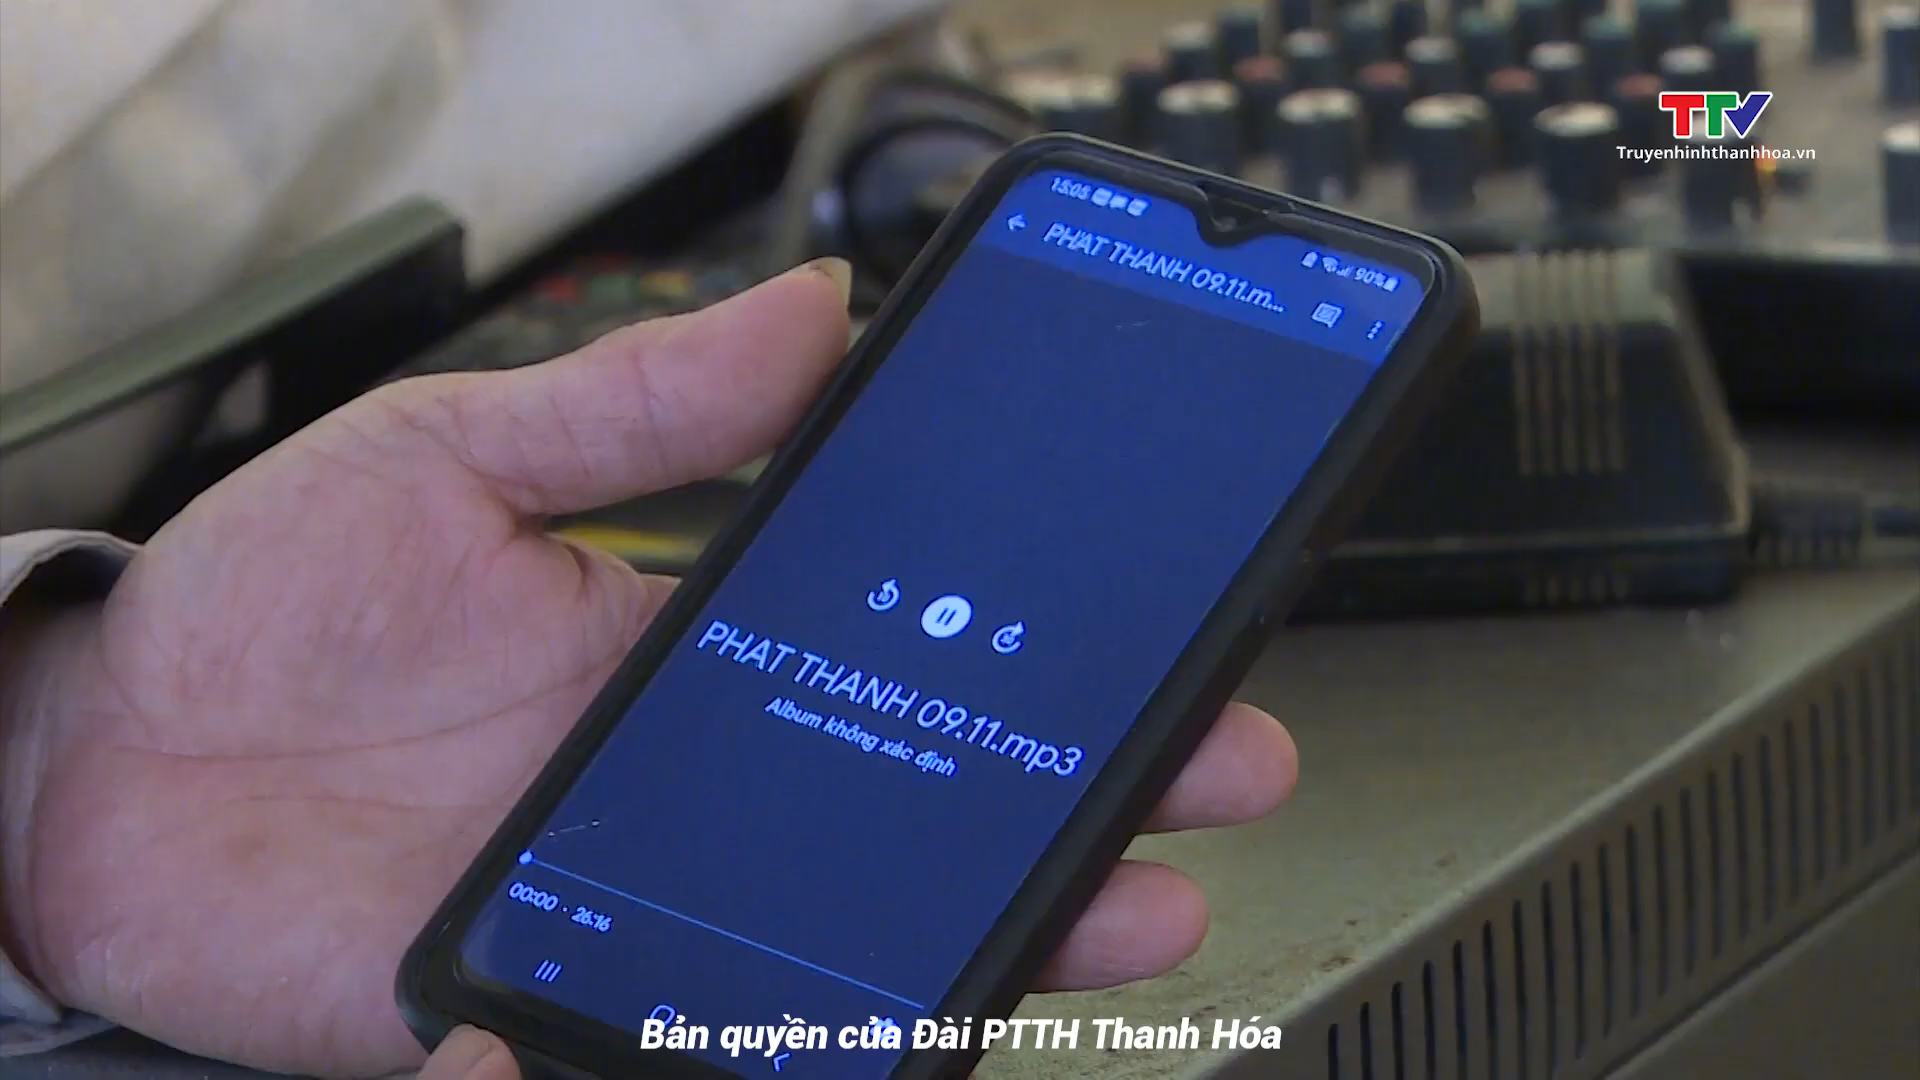 TTV
Truyenhinhthanhhoa.vn
15:05
90%
PHAT THANH 09.11.m...
PHAT THANH 09.11.mp3
Album không xác định
00:00 · 26:16
Bản quyền của Đài PTTH Thanh Hóa